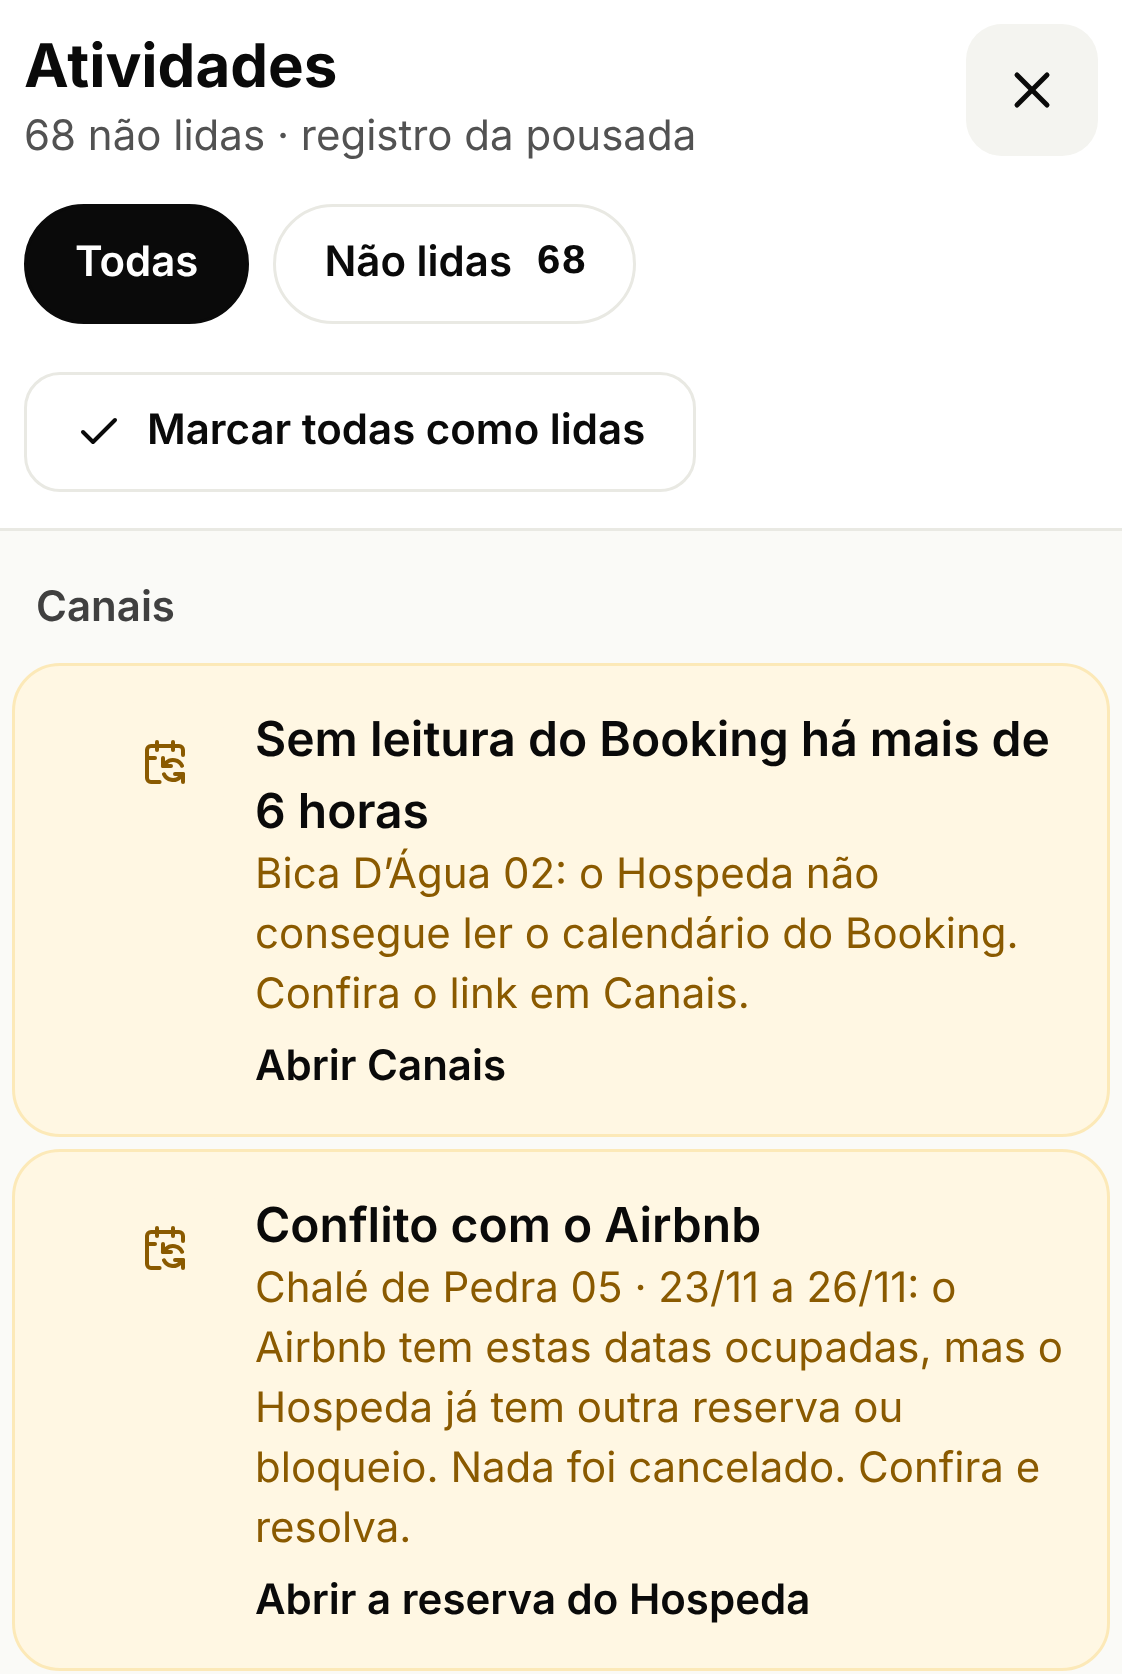 Atividades
68 não lidas · registro da pousada
Todas
Não lidas 68
Marcar todas como lidas
Canais
Sem leitura do Booking há mais de
6 horas
Bica D’Água 02: o Hospeda não
consegue ler o calendário do Booking.
Confira o link em Canais.
Abrir Canais
Conflito com o Airbnb
Chalé de Pedra 05 · 23/11 a 26/11: o
Airbnb tem estas datas ocupadas, mas o
Hospeda já tem outra reserva ou
bloqueio. Nada foi cancelado. Confira e
resolva.
Abrir a reserva do Hospeda